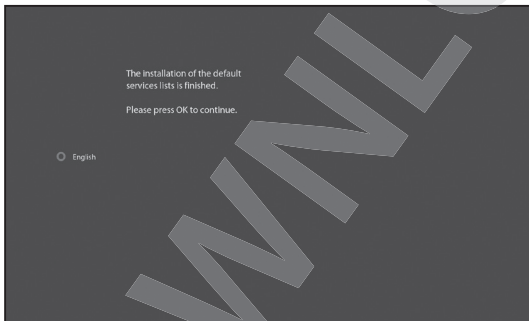 The installation of the default
services lists is finished.
Please press OK to continue.
English
WNL